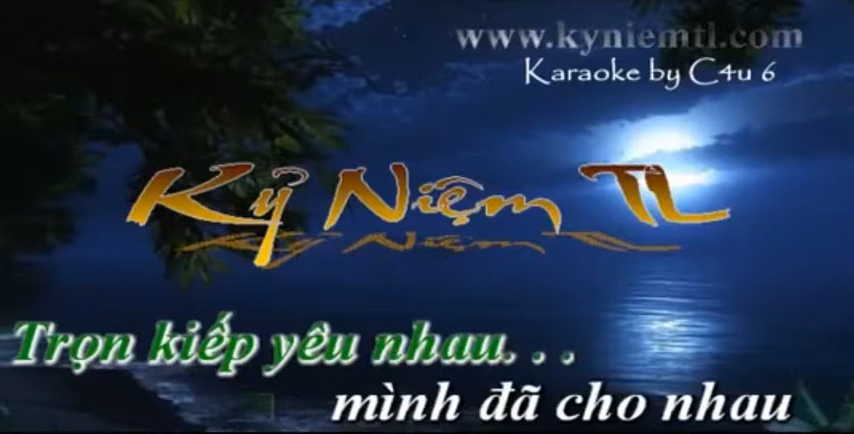 www.kyniemtl.com
Karaoke by C4u 6
Kỷ Niệm TL
Trọn kiếp yêu nhau. . .
mình đã cho nhau